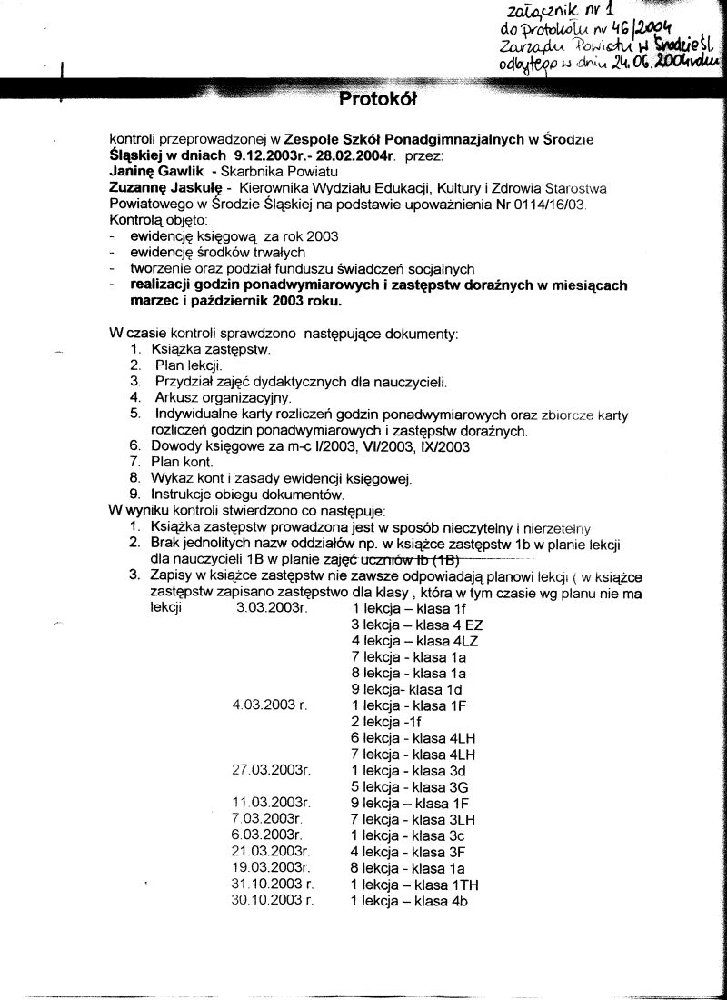 załącznik nr 1
do protokołu nr 46/2004
Zarządu Powiatu w Środzie Śl.
odbytego w dniu 24.06.2004roku
Protokół
kontroli przeprowadzonej w Zespole Szkół Ponadgimnazjalnych w Środzie
Śląskiej w dniach 9.12.2003r.- 28.02.2004r. przez:
Janinę Gawlik - Skarbnika Powiatu
Zuzannę Jaskułę - Kierownika Wydziału Edukacji, Kultury i Zdrowia Starostwa
Powiatowego w Środzie Śląskiej na podstawie upoważnienia Nr 0114/16/03.
Kontrolą objęto:
- ewidencję księgową za rok 2003
- ewidencję środków trwałych
- tworzenie oraz podział funduszu świadczeń socjalnych
- realizacji godzin ponadwymiarowych i zastępstw doraźnych w miesiącach
marzec i październik 2003 roku.
W czasie kontroli sprawdzono następujące dokumenty:
1. Książka zastępstw.
2. Plan lekcji.
3. Przydział zajęć dydaktycznych dla nauczycieli.
4. Arkusz organizacyjny.
5. Indywidualne karty rozliczeń godzin ponadwymiarowych oraz zbiorcze karty
rozliczeń godzin ponadwymiarowych i zastępstw doraźnych.
6. Dowody księgowe za m-c I/2003, VI/2003, IX/2003
7. Plan kont.
8. Wykaz kont i zasady ewidencji księgowej.
9. Instrukcje obiegu dokumentów.
W wyniku kontroli stwierdzono co następuje:
1. Książka zastępstw prowadzona jest w sposób nieczytelny i nierzetelny
2. Brak jednolitych nazw oddziałów np. w książce zastępstw 1b w planie lekcji
dla nauczycieli 1B w planie zajęć uczniów Ib (1B)
3. Zapisy w książce zastępstw nie zawsze odpowiadają planowi lekcji ( w książce
zastępstw zapisano zastępstwo dla klasy , która w tym czasie wg planu nie ma
lekcji 3.03.2003r. 1 lekcja – klasa 1f
3 lekcja – klasa 4 EZ
4 lekcja – klasa 4LZ
7 lekcja - klasa 1a
8 lekcja - klasa 1a
9 lekcja- klasa 1d
4.03.2003 r. 1 lekcja - klasa 1F
2 lekcja -1f
6 lekcja - klasa 4LH
7 lekcja - klasa 4LH
27.03.2003r. 1 lekcja - klasa 3d
5 lekcja - klasa 3G
11.03.2003r. 9 lekcja – klasa 1F
7.03.2003r. 7 lekcja - klasa 3LH
6.03.2003r. 1 lekcja - klasa 3c
21.03.2003r. 4 lekcja - klasa 3F
19.03.2003r. 8 lekcja - klasa 1a
31.10.2003 r. 1 lekcja – klasa 1TH
30.10.2003 r. 1 lekcja – klasa 4b